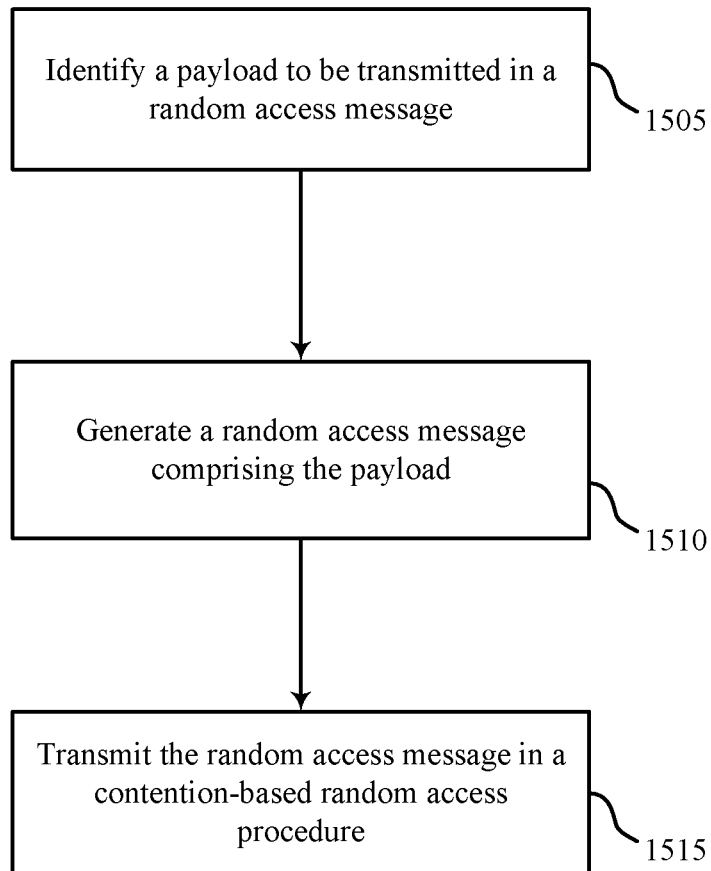 Identify a payload to be transmitted in a
random access message
1505
Generate a random access message
comprising the payload
1510
Transmit the random access message in a
contention-based random access
procedure
1515